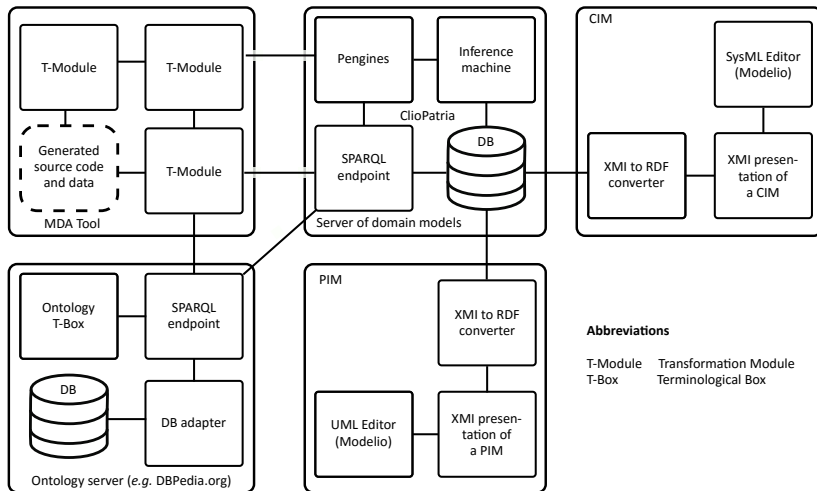 T-Module
T-Module
Generated
source code
and data
T-Module
MDA Tool
Pengines
Inference
machine
ClioPatria
SPARQL
endpoint
DB
Server of domain models
CIM
SysML Editor
(Modelio)
XMI to RDF
converter
XMI presen-
tation of
a CIM
Ontology
T-Box
SPARQL
endpoint
DB
DB adapter
Ontology server (e.g. DBPedia.org)
PIM
XMI to RDF
converter
UML Editor
(Modelio)
XMI presen-
tation of
a PIM
Abbreviations
T-Module Transformation Module
T-Box Terminological Box